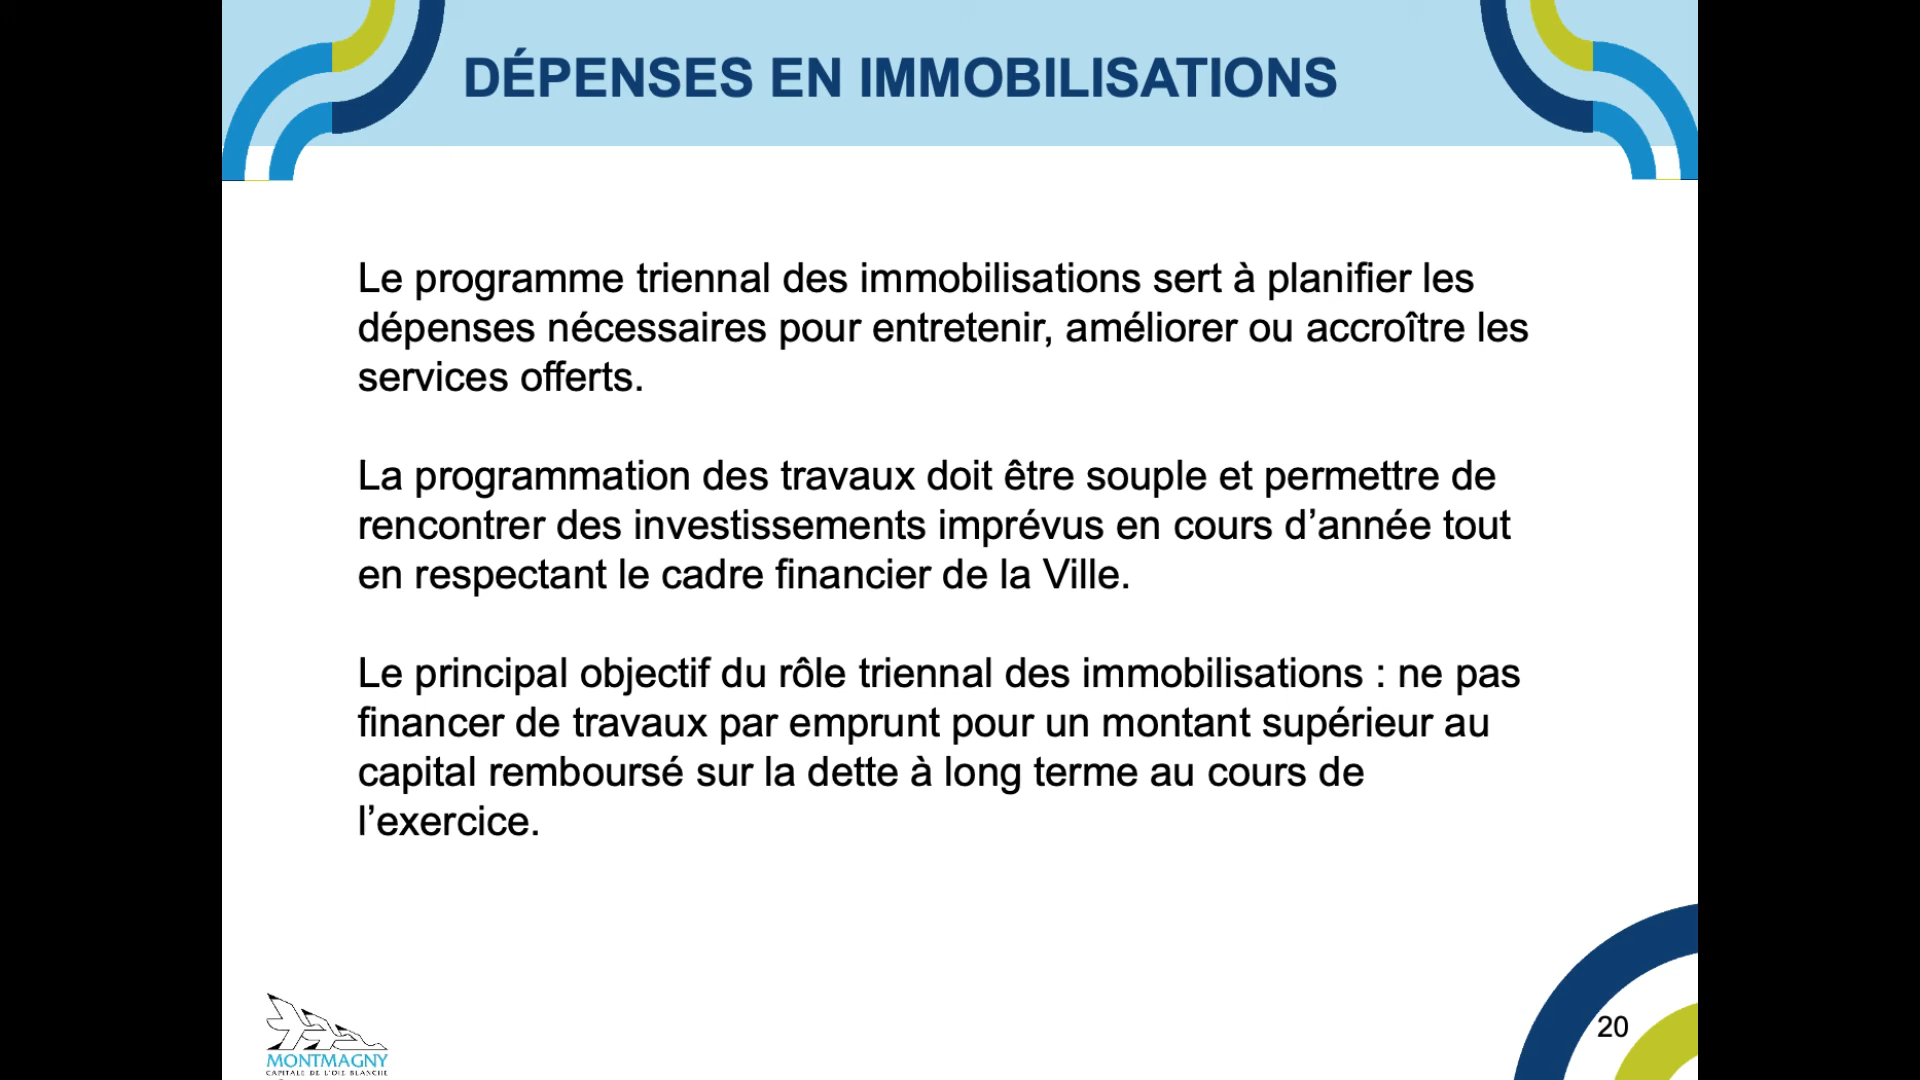 DÉPENSES EN IMMOBILISATIONS
Le programme triennal des immobilisations sert à planifier les
dépenses nécessaires pour entretenir, améliorer ou accroître les
services offerts.
La programmation des travaux doit être souple et permettre de
rencontrer des investissements imprévus en cours d’année tout
en respectant le cadre financier de la Ville.
Le principal objectif du rôle triennal des immobilisations : ne pas
financer de travaux par emprunt pour un montant supérieur au
capital remboursé sur la dette à long terme au cours de
l’exercice.
MONTMAGNY
CAPITALE DE L'OIE BLANCHE
20